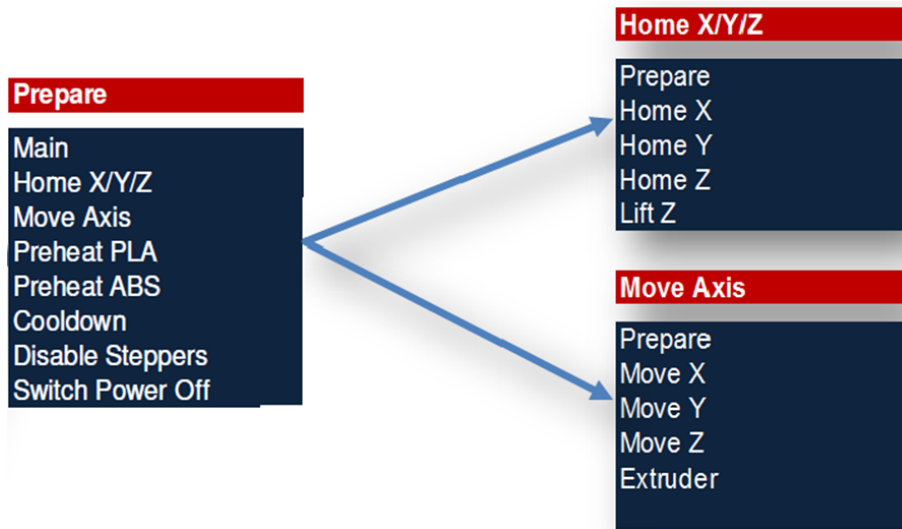 Prepare
Main
Home X/Y/Z
Move Axis
Preheat PLA
Preheat ABS
Cooldown
Disable Steppers
Switch Power Off
Home X/Y/Z
Prepare
Home X
Home Y
Home Z
Lift Z
Move Axis
Prepare
Move X
Move Y
Move Z
Extruder